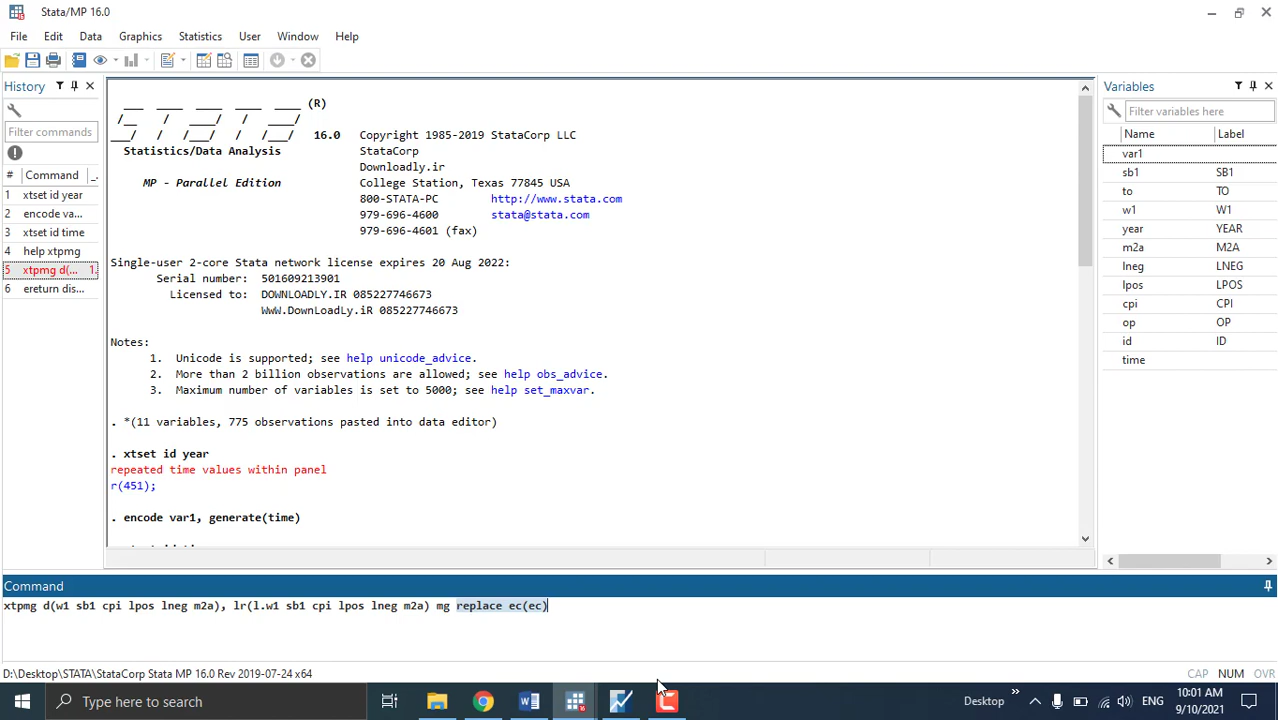 Stata/MP 16.0
File Edit Data Graphics Statistics User Window Help
History
Filter commands
# Command _.
1 xtset id year
2 encode va...
3 xtset id time
4 help xtpmg
5 xtpmg d(... 1.
6 ereturn dis...
(R)
16.0 Copyright 1985-2019 StataCorp LLC
Statistics/Data Analysis StataCorp
Downloadly.ir
MP - Parallel Edition College Station, Texas 77845 USA
800-STATA-PC http://www.stata.com
979-696-4600 stata@stata.com
979-696-4601 (fax)
Single-user 2-core Stata network license expires 20 Aug 2022:
Serial number: 501609213901
Licensed to: DOWNLOADLY.IR 085227746673
WwW.DownLoadLy.iR 085227746673
Notes:
1. Unicode is supported; see help unicode_advice.
2. More than 2 billion observations are allowed; see help obs_advice.
3. Maximum number of variables is set to 5000; see help set_maxvar.
. *(11 variables, 775 observations pasted into data editor)
. xtset id year
repeated time values within panel
r(451);
. encode var1, generate(time)
Variables
Filter variables here
Name Label
var1
sb1 SB1
to TO
w1 W1
year YEAR
m2a M2A
lneg LNEG
lpos LPOS
cpi CPI
op OP
id ID
time
Command
xtpmg d(w1 sb1 cpi lpos lneg m2a), lr(l.w1 sb1 cpi lpos lneg m2a) mg replace ec(ec)
D:\Desktop\STATA\StataCorp Stata MP 16.0 Rev 2019-07-24 x64
CAP NUM OVR
Type here to search
Desktop
ENG
10:01 AM
9/10/2021